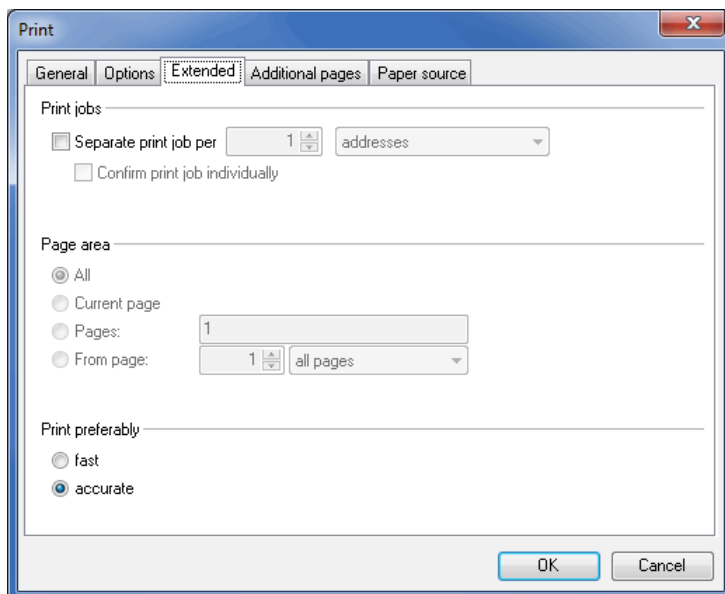 Print
General Options Extended Additional pages Paper source
Print jobs
Separate print job per 1 addresses
Confirm print job individually
Page area
All
Current page
Pages: 1
From page: 1 all pages
Print preferably
fast
accurate
OK Cancel